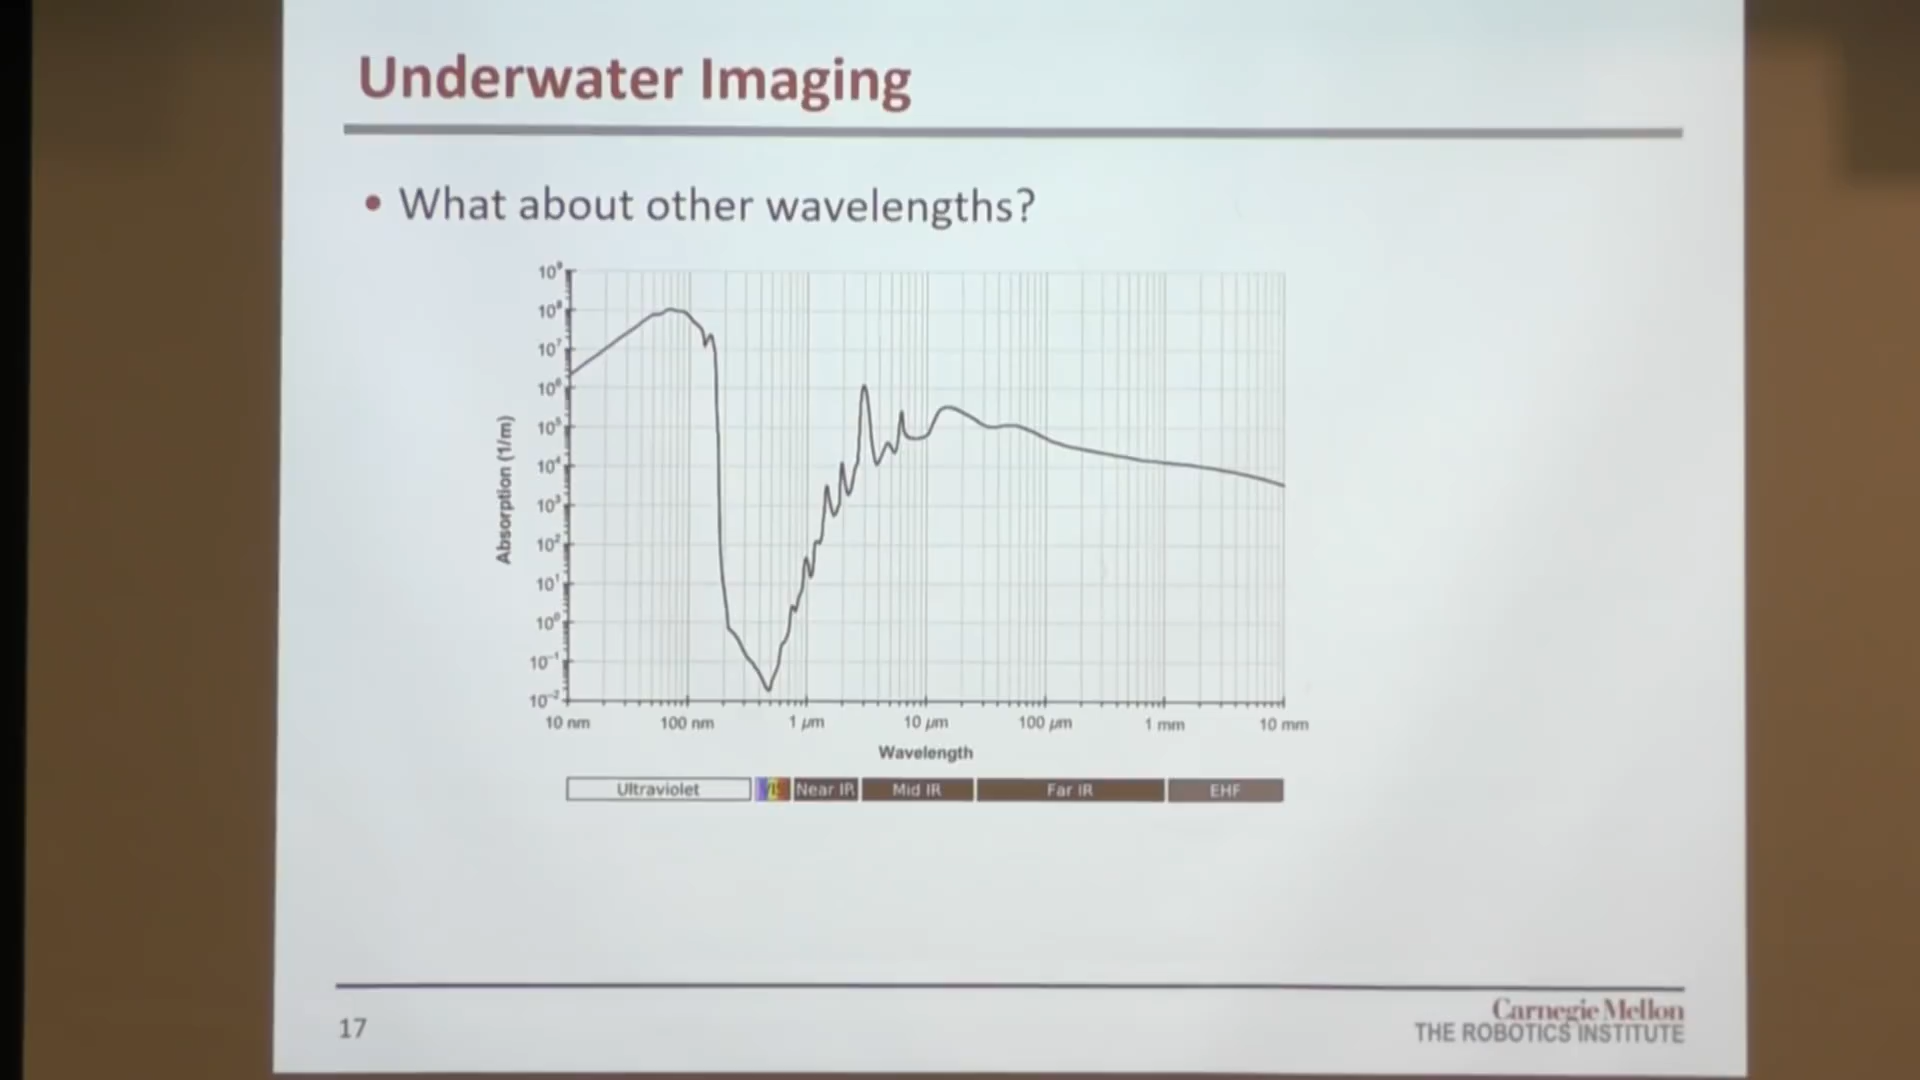 Underwater Imaging
• What about other wavelengths?
10⁹
10⁸
10⁷
10⁶
10⁵
10⁴
10³
10²
10¹
10⁰
10⁻¹
10⁻²
Absorption (1/m)
10 nm 100 nm 1 µm 10 µm 100 µm 1 mm 10 mm
Wavelength
Ultraviolet VIS Near IR Mid IR Far IR EHF
17
Carnegie Mellon
THE ROBOTICS INSTITUTE